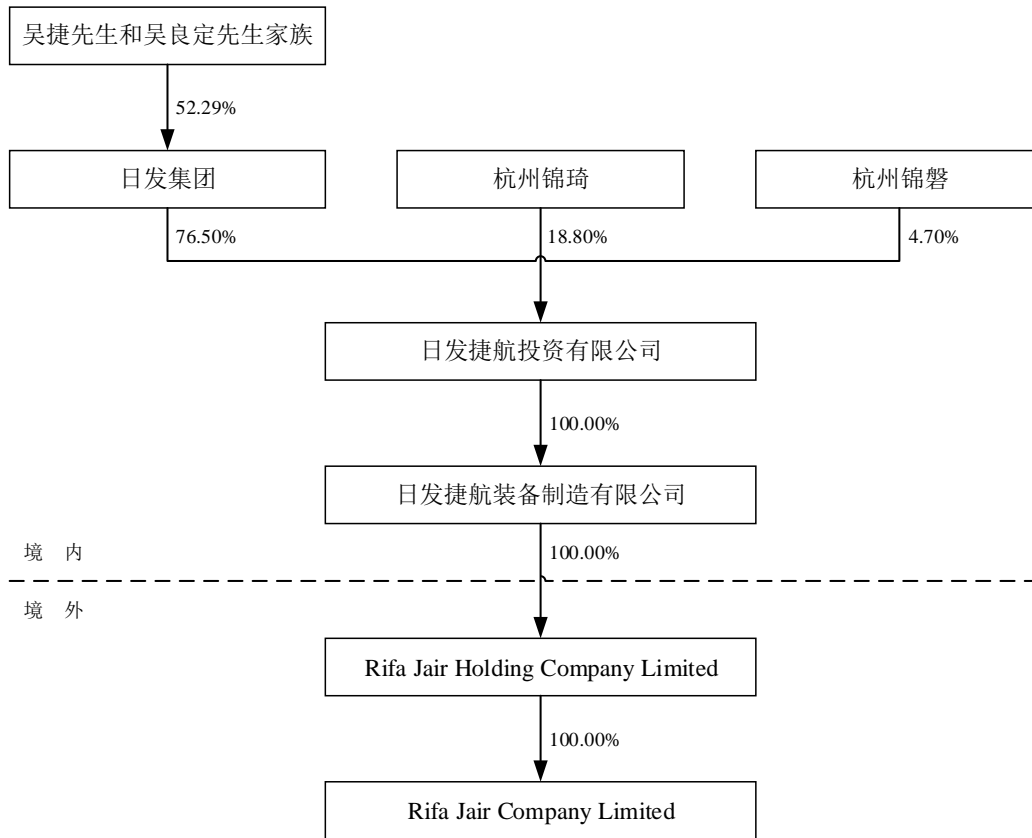 吴捷先生和吴良定先生家族
52.29%
日发集团
杭州锦琦
杭州锦磐
76.50%
18.80%
4.70%
日发捷航投资有限公司
100.00%
日发捷航装备制造有限公司
境 内
100.00%
境 外
Rifa Jair Holding Company Limited
100.00%
Rifa Jair Company Limited